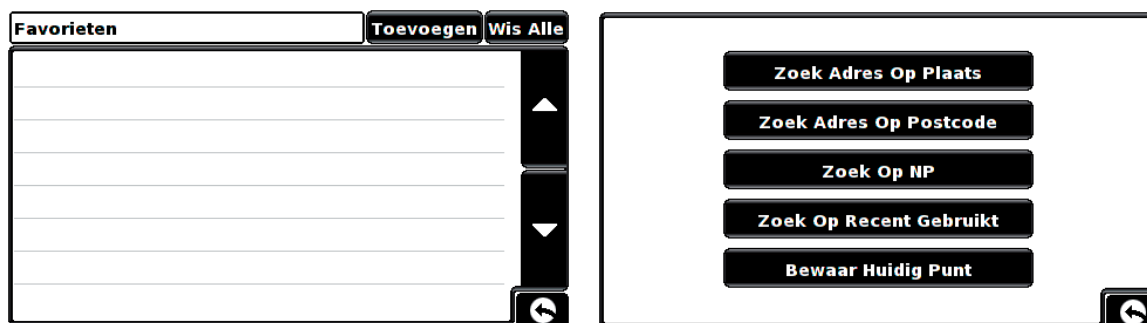 Favorieten Toevoegen Wis Alle
Zoek Adres Op Plaats
Zoek Adres Op Postcode
Zoek Op NP
Zoek Op Recent Gebruikt
Bewaar Huidig Punt